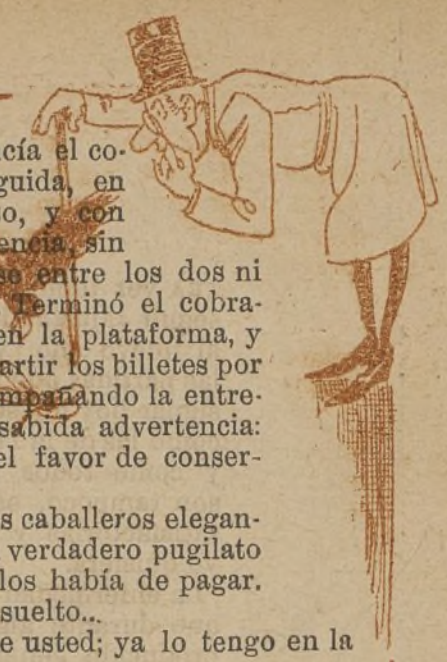 cía el co-
guida, en
o, y con
encia, sin
se entre los dos ni
Terminó el cobra-
en la plataforma, y
artir los billetes por
mpañando la entre-
sabida advertencia:
el favor de conser-
s caballeros elegan-
verdadero pugilato
los había de pagar.
suelto...
e usted; ya lo tengo en la